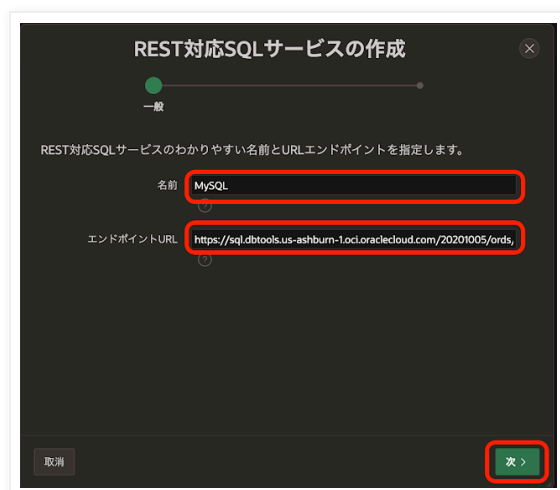 REST対応SQLサービスの作成
一般
REST対応SQLサービスのわかりやすい名前とURLエンドポイントを指定します。
名前
MySQL
?
エンドポイントURL
https://sql.dbtools.us-ashburn-1.oci.oraclecloud.com/20201005/ords,
?
取消
次 >